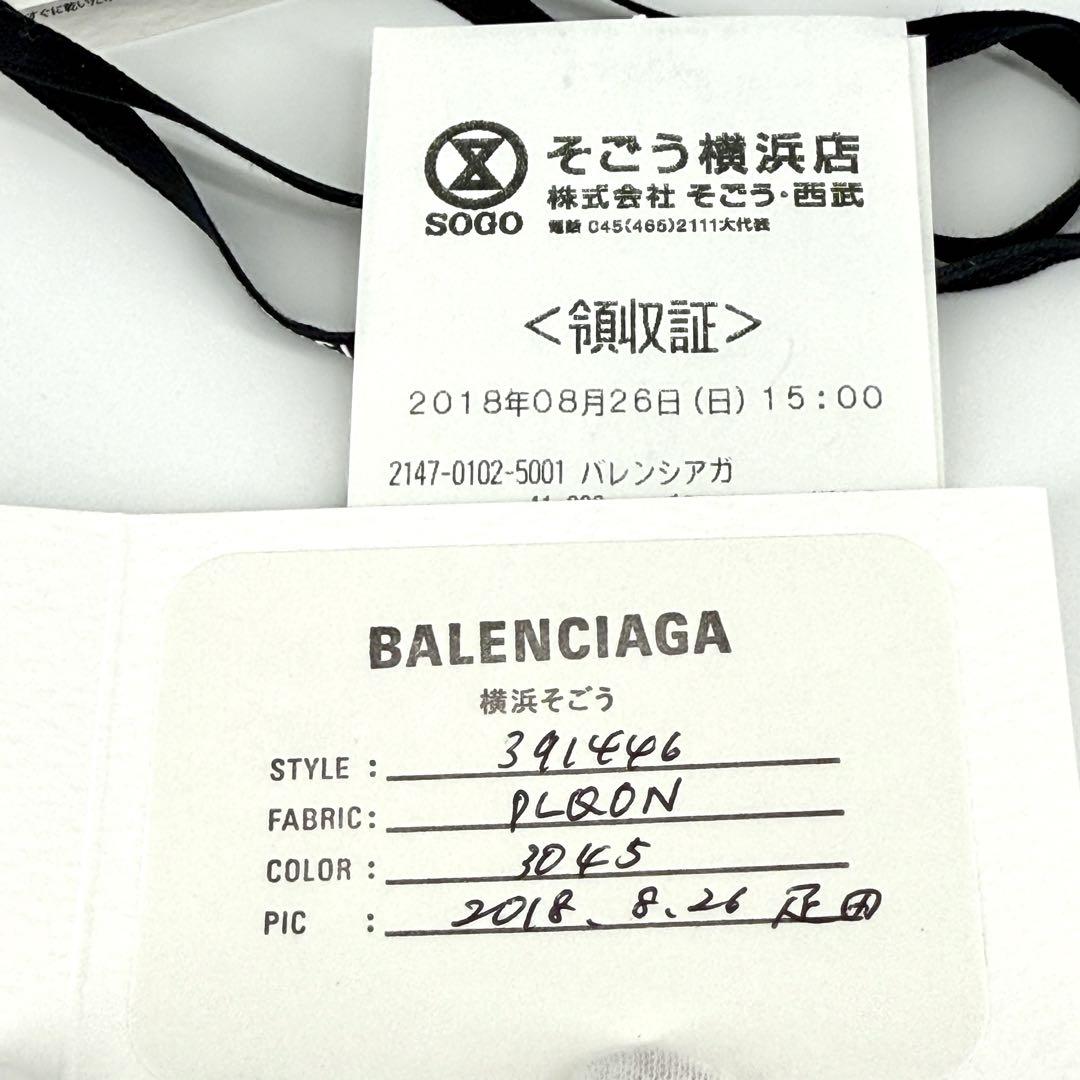 そごう横浜店
株式会社 そごう・西武
SOGO
電話 045(465)2111大代表
<領収証>
2018年08月26日(日) 15:00
2147-0102-5001 バレンシアガ
BALENCIAGA
横浜そごう
STYLE : 391446
FABRIC: PLQON
COLOR : 3045
PIC : 2018. 8. 26